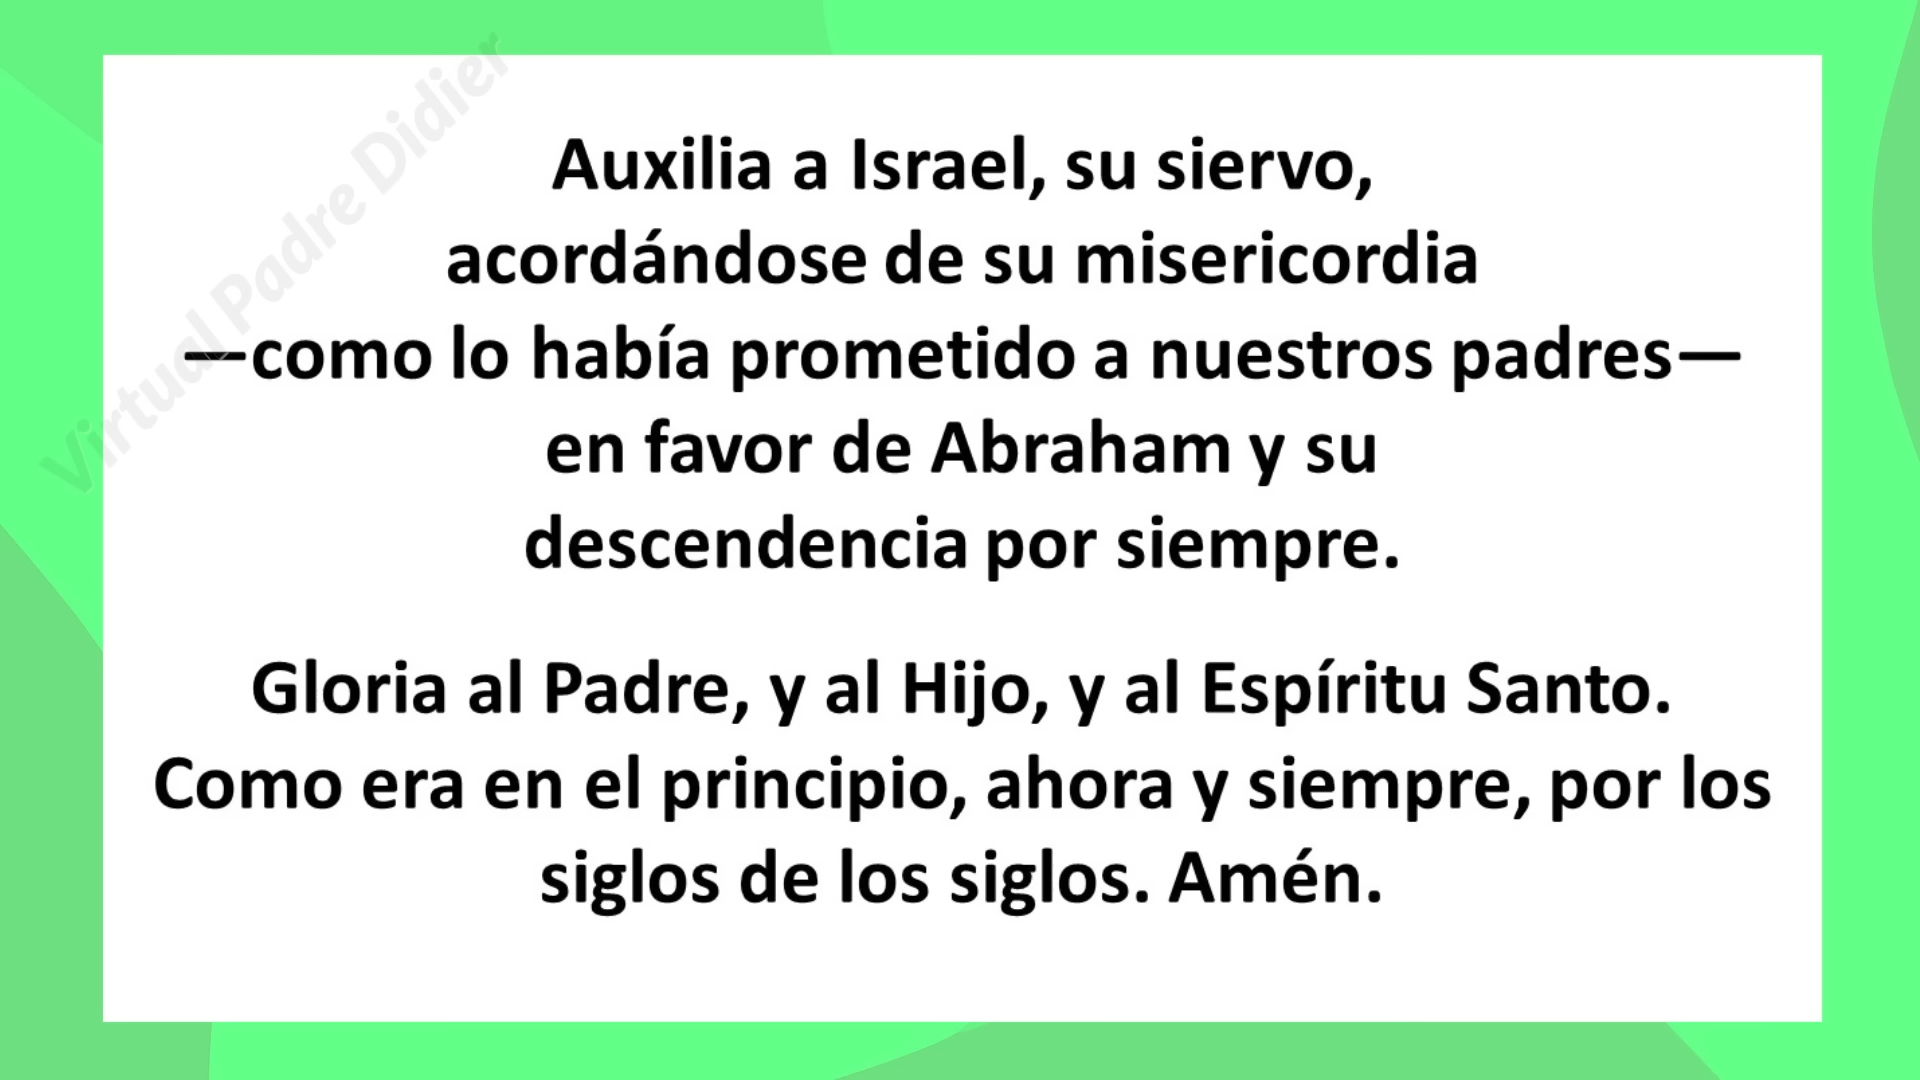 Virtual Padre Didier
Auxilia a Israel, su siervo,
acordándose de su misericordia
—como lo había prometido a nuestros padres—
en favor de Abraham y su
descendencia por siempre.
Gloria al Padre, y al Hijo, y al Espíritu Santo.
Como era en el principio, ahora y siempre, por los
siglos de los siglos. Amén.